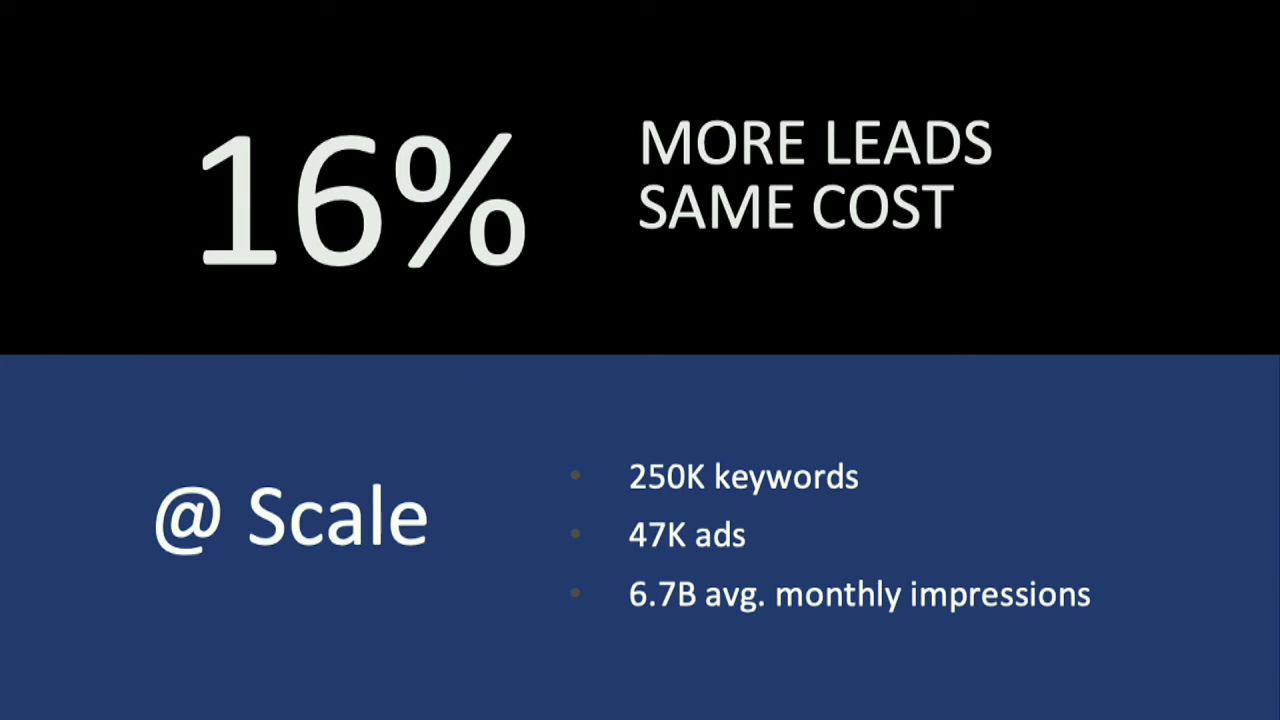 16%
MORE LEADS
SAME COST
@ Scale
• 250K keywords
• 47K ads
• 6.7B avg. monthly impressions